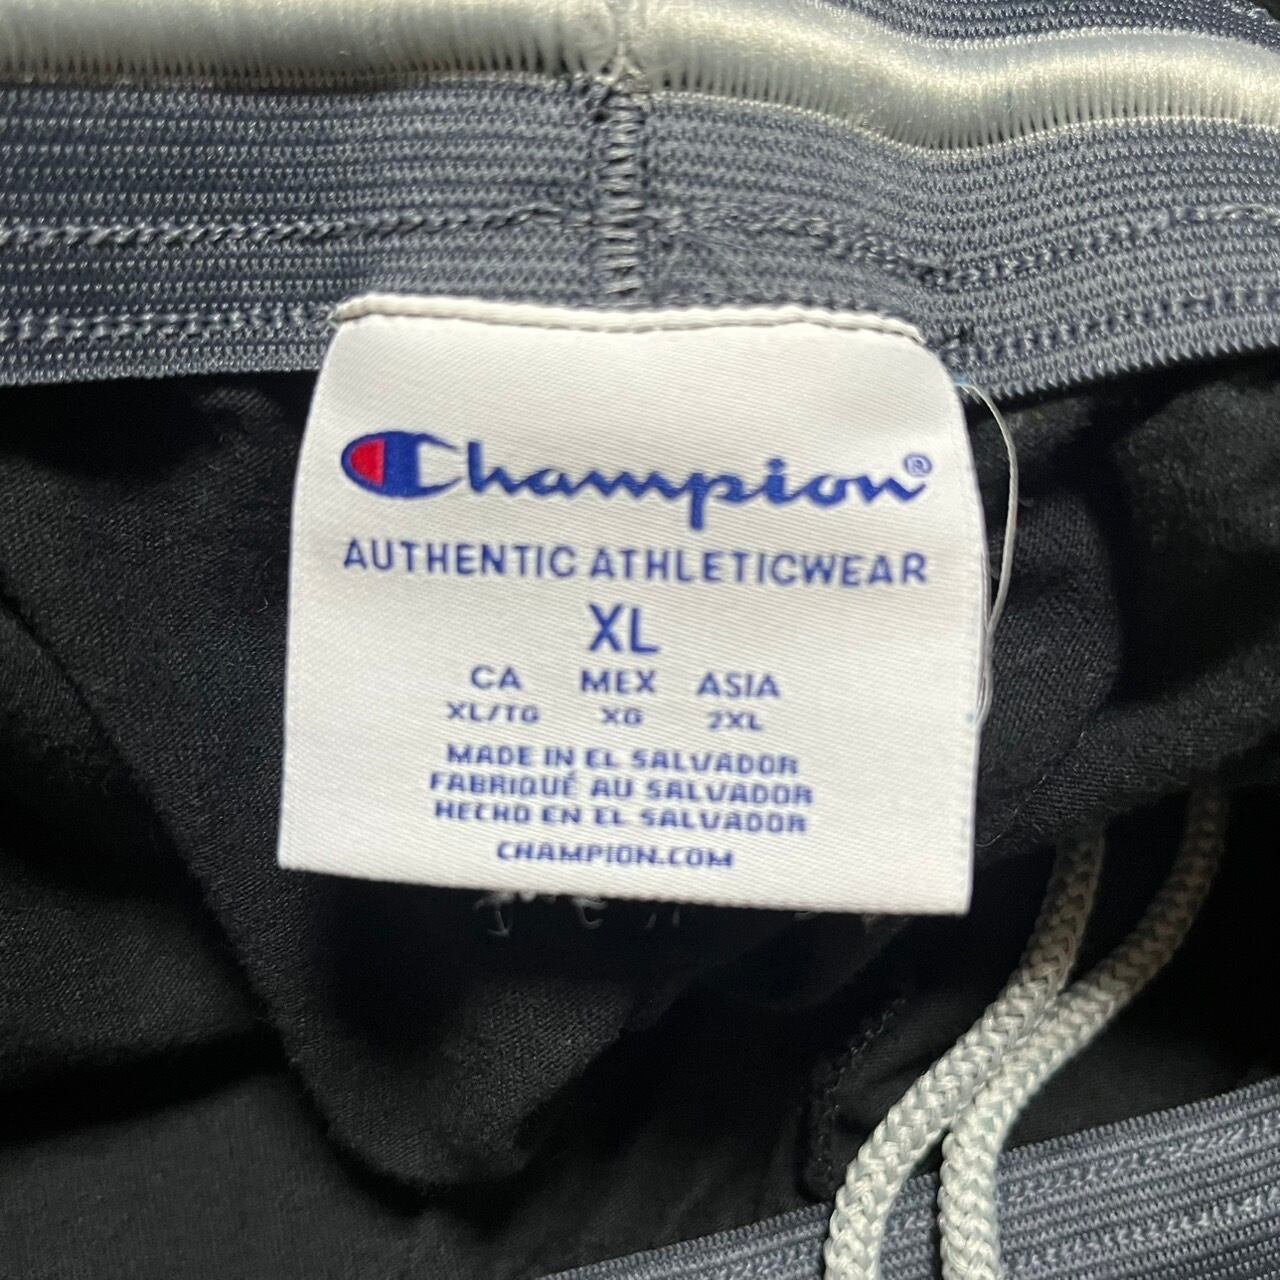 Champion®
AUTHENTIC ATHLETICWEAR
XL
CA MEX ASIA
XL/TG XG 2XL
MADE IN EL SALVADOR
FABRIQUÉ AU SALVADOR
HECHO EN EL SALVADOR
CHAMPION.COM